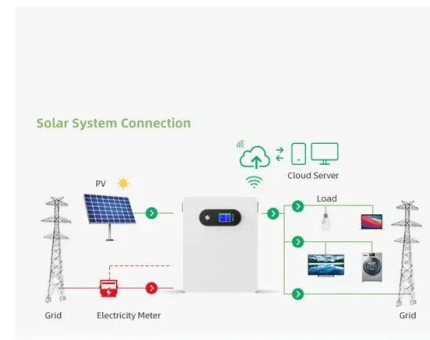 Solar System Connection
Cloud Server
PV
Load
Grid
Electricity Meter
Grid